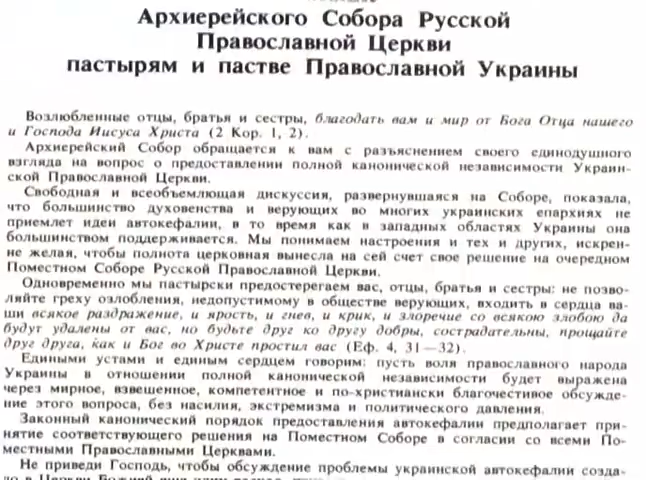 Архиерейского Собора Русской
Православной Церкви
пастырям и пастве Православной Украины
Возлюбленные отцы, братья и сестры, благодать вам и мир от Бога Отца нашего
и Господа Иисуса Христа (2 Кор. 1, 2).
Архиерейский Собор обращается к вам с разъяснением своего единодушного
взгляда на вопрос о предоставлении полной канонической независимости Украин-
ской Православной Церкви.
Свободная и всеобъемлющая дискуссия, развернувшаяся на Соборе, показала,
что большинство духовенства и верующих во многих украинских епархиях не
приемлет идеи автокефалии, в то время как в западных областях Украины она
большинством поддерживается. Мы понимаем настроения и тех и других, искрен-
не желая, чтобы полнота церковная вынесла на сей счет свое решение на очередном
Поместном Соборе Русской Православной Церкви.
Одновременно мы пастырски предостерегаем вас, отцы, братья и сестры: не позво-
ляйте греху озлобления, недопустимому в обществе верующих, входить в сердца ва-
ши всякое раздражение, и ярость, и гнев, и крик, и злоречие со всякою злобою да
будут удалены от вас, но будьте друг ко другу добры, сострадательны, прощайте
друг друга, как и Бог во Христе простил вас (Еф. 4, 31—32).
Едиными устами и единым сердцем говорим: пусть воля православного народа
Украины в отношении полной канонической независимости будет выражена
через мирное, взвешенное, компетентное и по-христиански благочестивое обсужде-
ние этого вопроса, без насилия, экстремизма и политического давления.
Законный канонический порядок предоставления автокефалии предполагает при-
нятие соответствующего решения на Поместном Соборе в согласии со всеми По-
местными Православными Церквами.
Не приведи Господь, чтобы обсуждение проблемы украинской автокефалии созда-